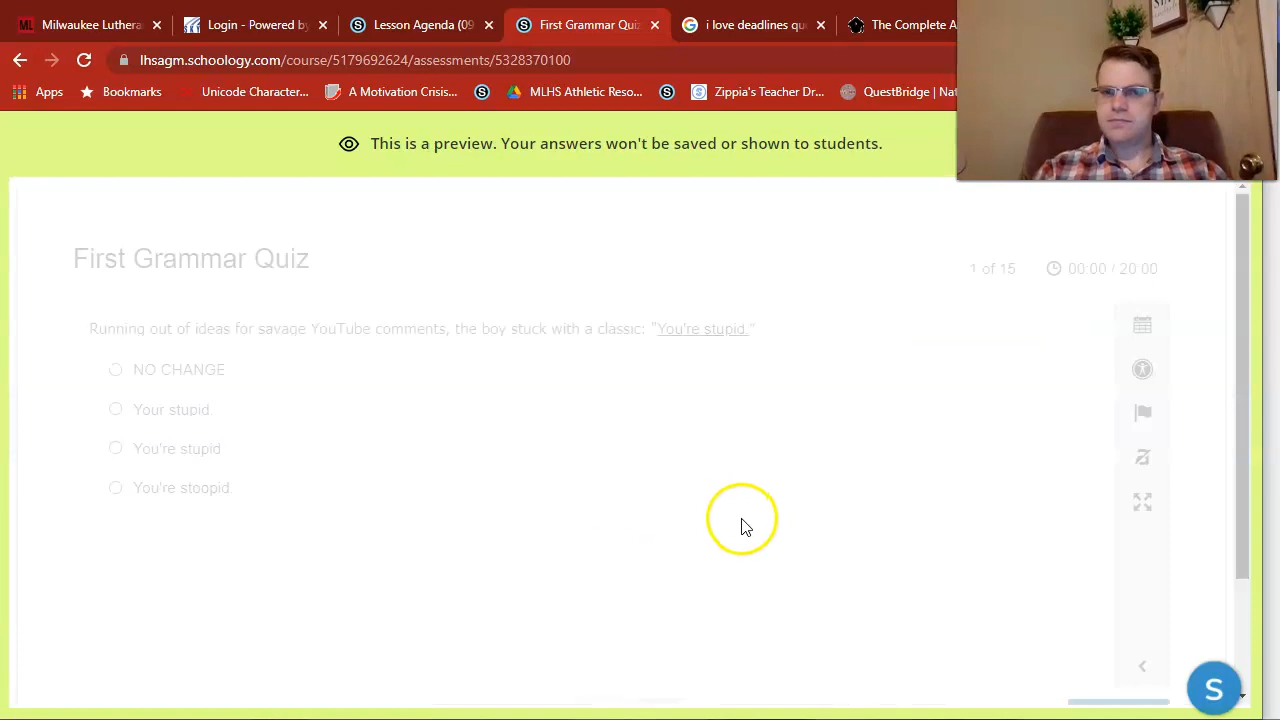 Milwaukee Luthera
Login - Powered by
Lesson Agenda (09
First Grammar Quiz
i love deadlines quo
The Complete A
lhsagm.schoology.com/course/5179692624/assessments/5328370100
Apps
Bookmarks
Unicode Character...
A Motivation Crisis...
MLHS Athletic Reso...
Zippia's Teacher Dr...
QuestBridge | Nat
This is a preview. Your answers won't be saved or shown to students.
First Grammar Quiz
1 of 15
00:00 / 20:00
Running out of ideas for savage YouTube comments, the boy stuck with a classic: "You're stupid."
NO CHANGE
Your stupid.
You're stupid
You're stoopid.
S